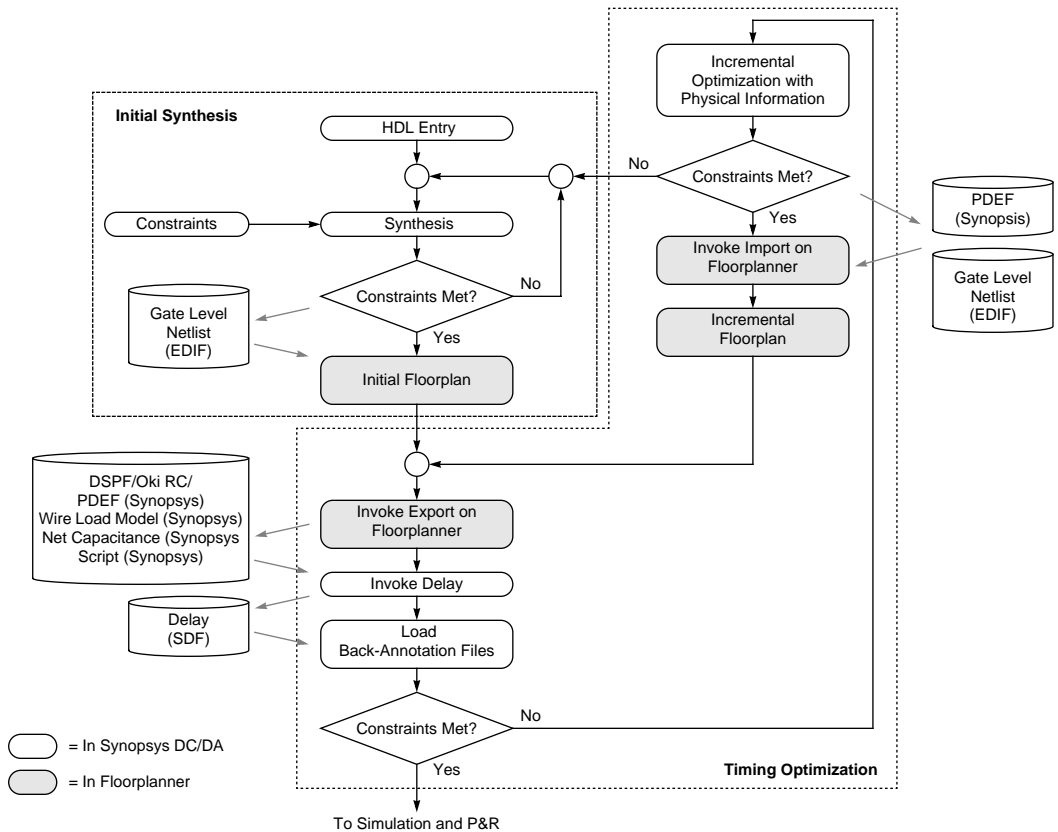 Incremental
Optimization with
Physical Information
Initial Synthesis
HDL Entry
No
Constraints Met?
PDEF
(Synopsis)
Constraints
Synthesis
Yes
Invoke Import on
Floorplanner
Gate Level
Netlist
(EDIF)
Constraints Met?
No
Gate Level
Netlist
(EDIF)
Yes
Incremental
Floorplan
Initial Floorplan
DSPF/Oki RC/
PDEF (Synopsys)
Wire Load Model (Synopsys)
Net Capacitance (Synopsys
Script (Synopsys)
Invoke Export on
Floorplanner
Invoke Delay
Delay
(SDF)
Load
Back-Annotation Files
Constraints Met?
No
= In Synopsys DC/DA
Yes
Timing Optimization
= In Floorplanner
To Simulation and P&R